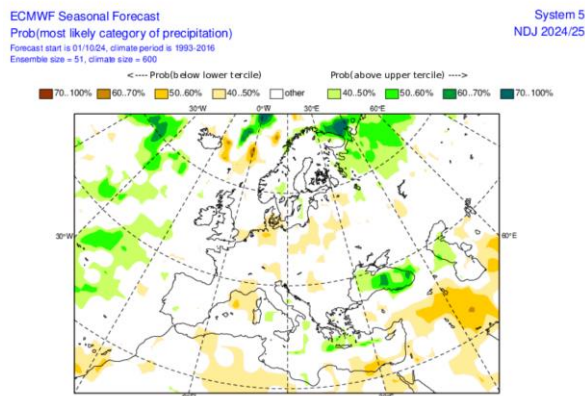 ECMWF Seasonal Forecast
System 5
Prob(most likely category of precipitation)
NDJ 2024/25
Forecast start is 01/10/24, climate period is 1993-2016
Ensemble size = 51, climate size = 600
<---- Prob(below lower tercile) Prob(above upper tercile) ---->
70..100% 60..70% 50..60% 40..50% other 40..50% 50..60% 60..70% 70..100%
30°W 0°W 30°E 60°E
30°W 60°E